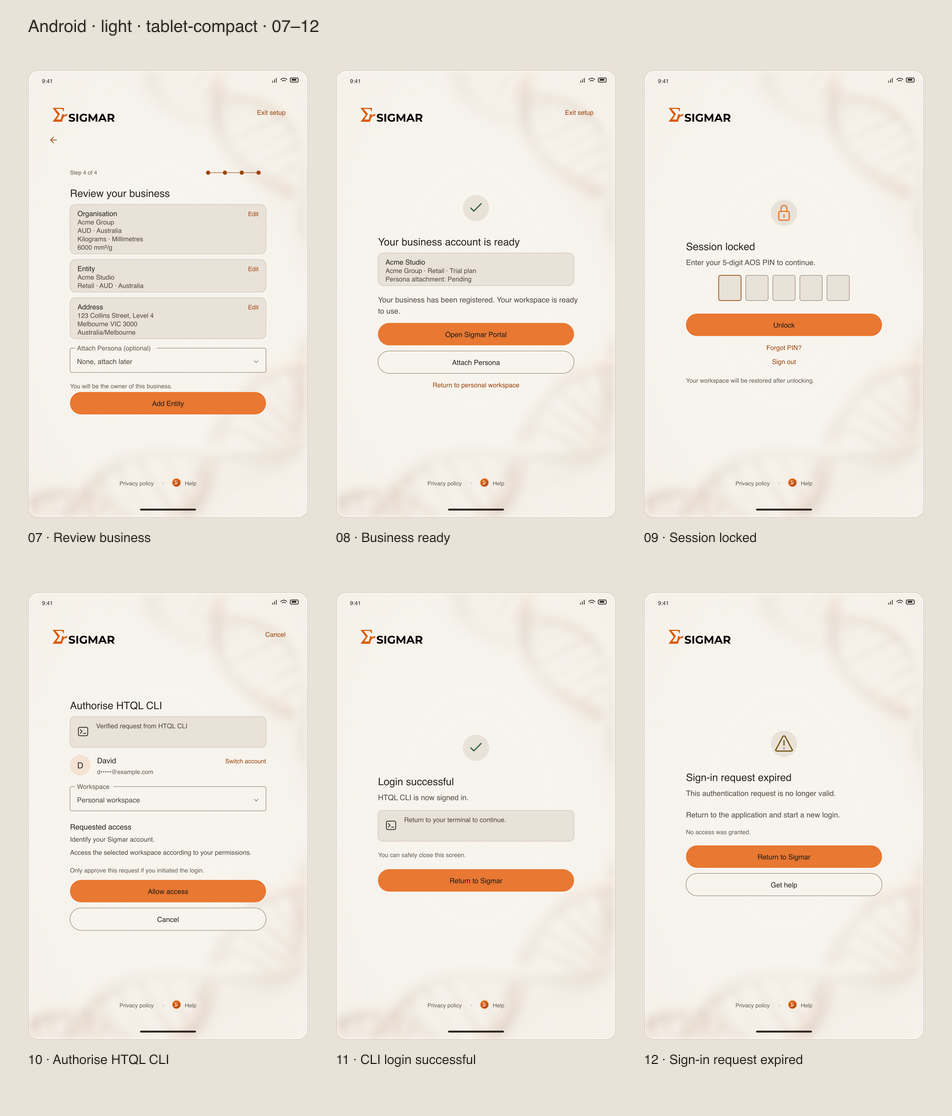 Android · light · tablet-compact · 07–12
9:41
SIGMAR
Exit setup
Step 4 of 4
Review your business
Organisation
Edit
Acme Group
AUD · Australia
Kilograms · Millimetres
6000 mm²/g
Entity
Edit
Acme Studio
Retail · AUD · Australia
Address
Edit
123 Collins Street, Level 4
Melbourne VIC 3000
Australia/Melbourne
Attach Persona (optional)
None, attach later
You will be the owner of this business.
Add Entity
Privacy policy · Help
07 · Review business
9:41
SIGMAR
Exit setup
Your business account is ready
Acme Studio
Acme Group · Retail · Trial plan
Persona attachment: Pending
Your business has been registered. Your workspace is ready
to use.
Open Sigmar Portal
Attach Persona
Return to personal workspace
Privacy policy · Help
08 · Business ready
9:41
SIGMAR
Session locked
Enter your 5-digit AOS PIN to continue.
Unlock
Forgot PIN?
Sign out
Your workspace will be restored after unlocking.
Privacy policy · Help
09 · Session locked
9:41
SIGMAR
Cancel
Authorise HTQL CLI
Verified request from HTQL CLI
D
David
d•••••@example.com
Switch account
Workspace
Personal workspace
Requested access
Identify your Sigmar account.
Access the selected workspace according to your permissions.
Only approve this request if you initiated the login.
Allow access
Cancel
Privacy policy · Help
10 · Authorise HTQL CLI
9:41
SIGMAR
Login successful
HTQL CLI is now signed in.
Return to your terminal to continue.
You can safely close this screen.
Return to Sigmar
Privacy policy · Help
11 · CLI login successful
9:41
SIGMAR
Sign-in request expired
This authentication request is no longer valid.
Return to the application and start a new login.
No access was granted.
Return to Sigmar
Get help
Privacy policy · Help
12 · Sign-in request expired